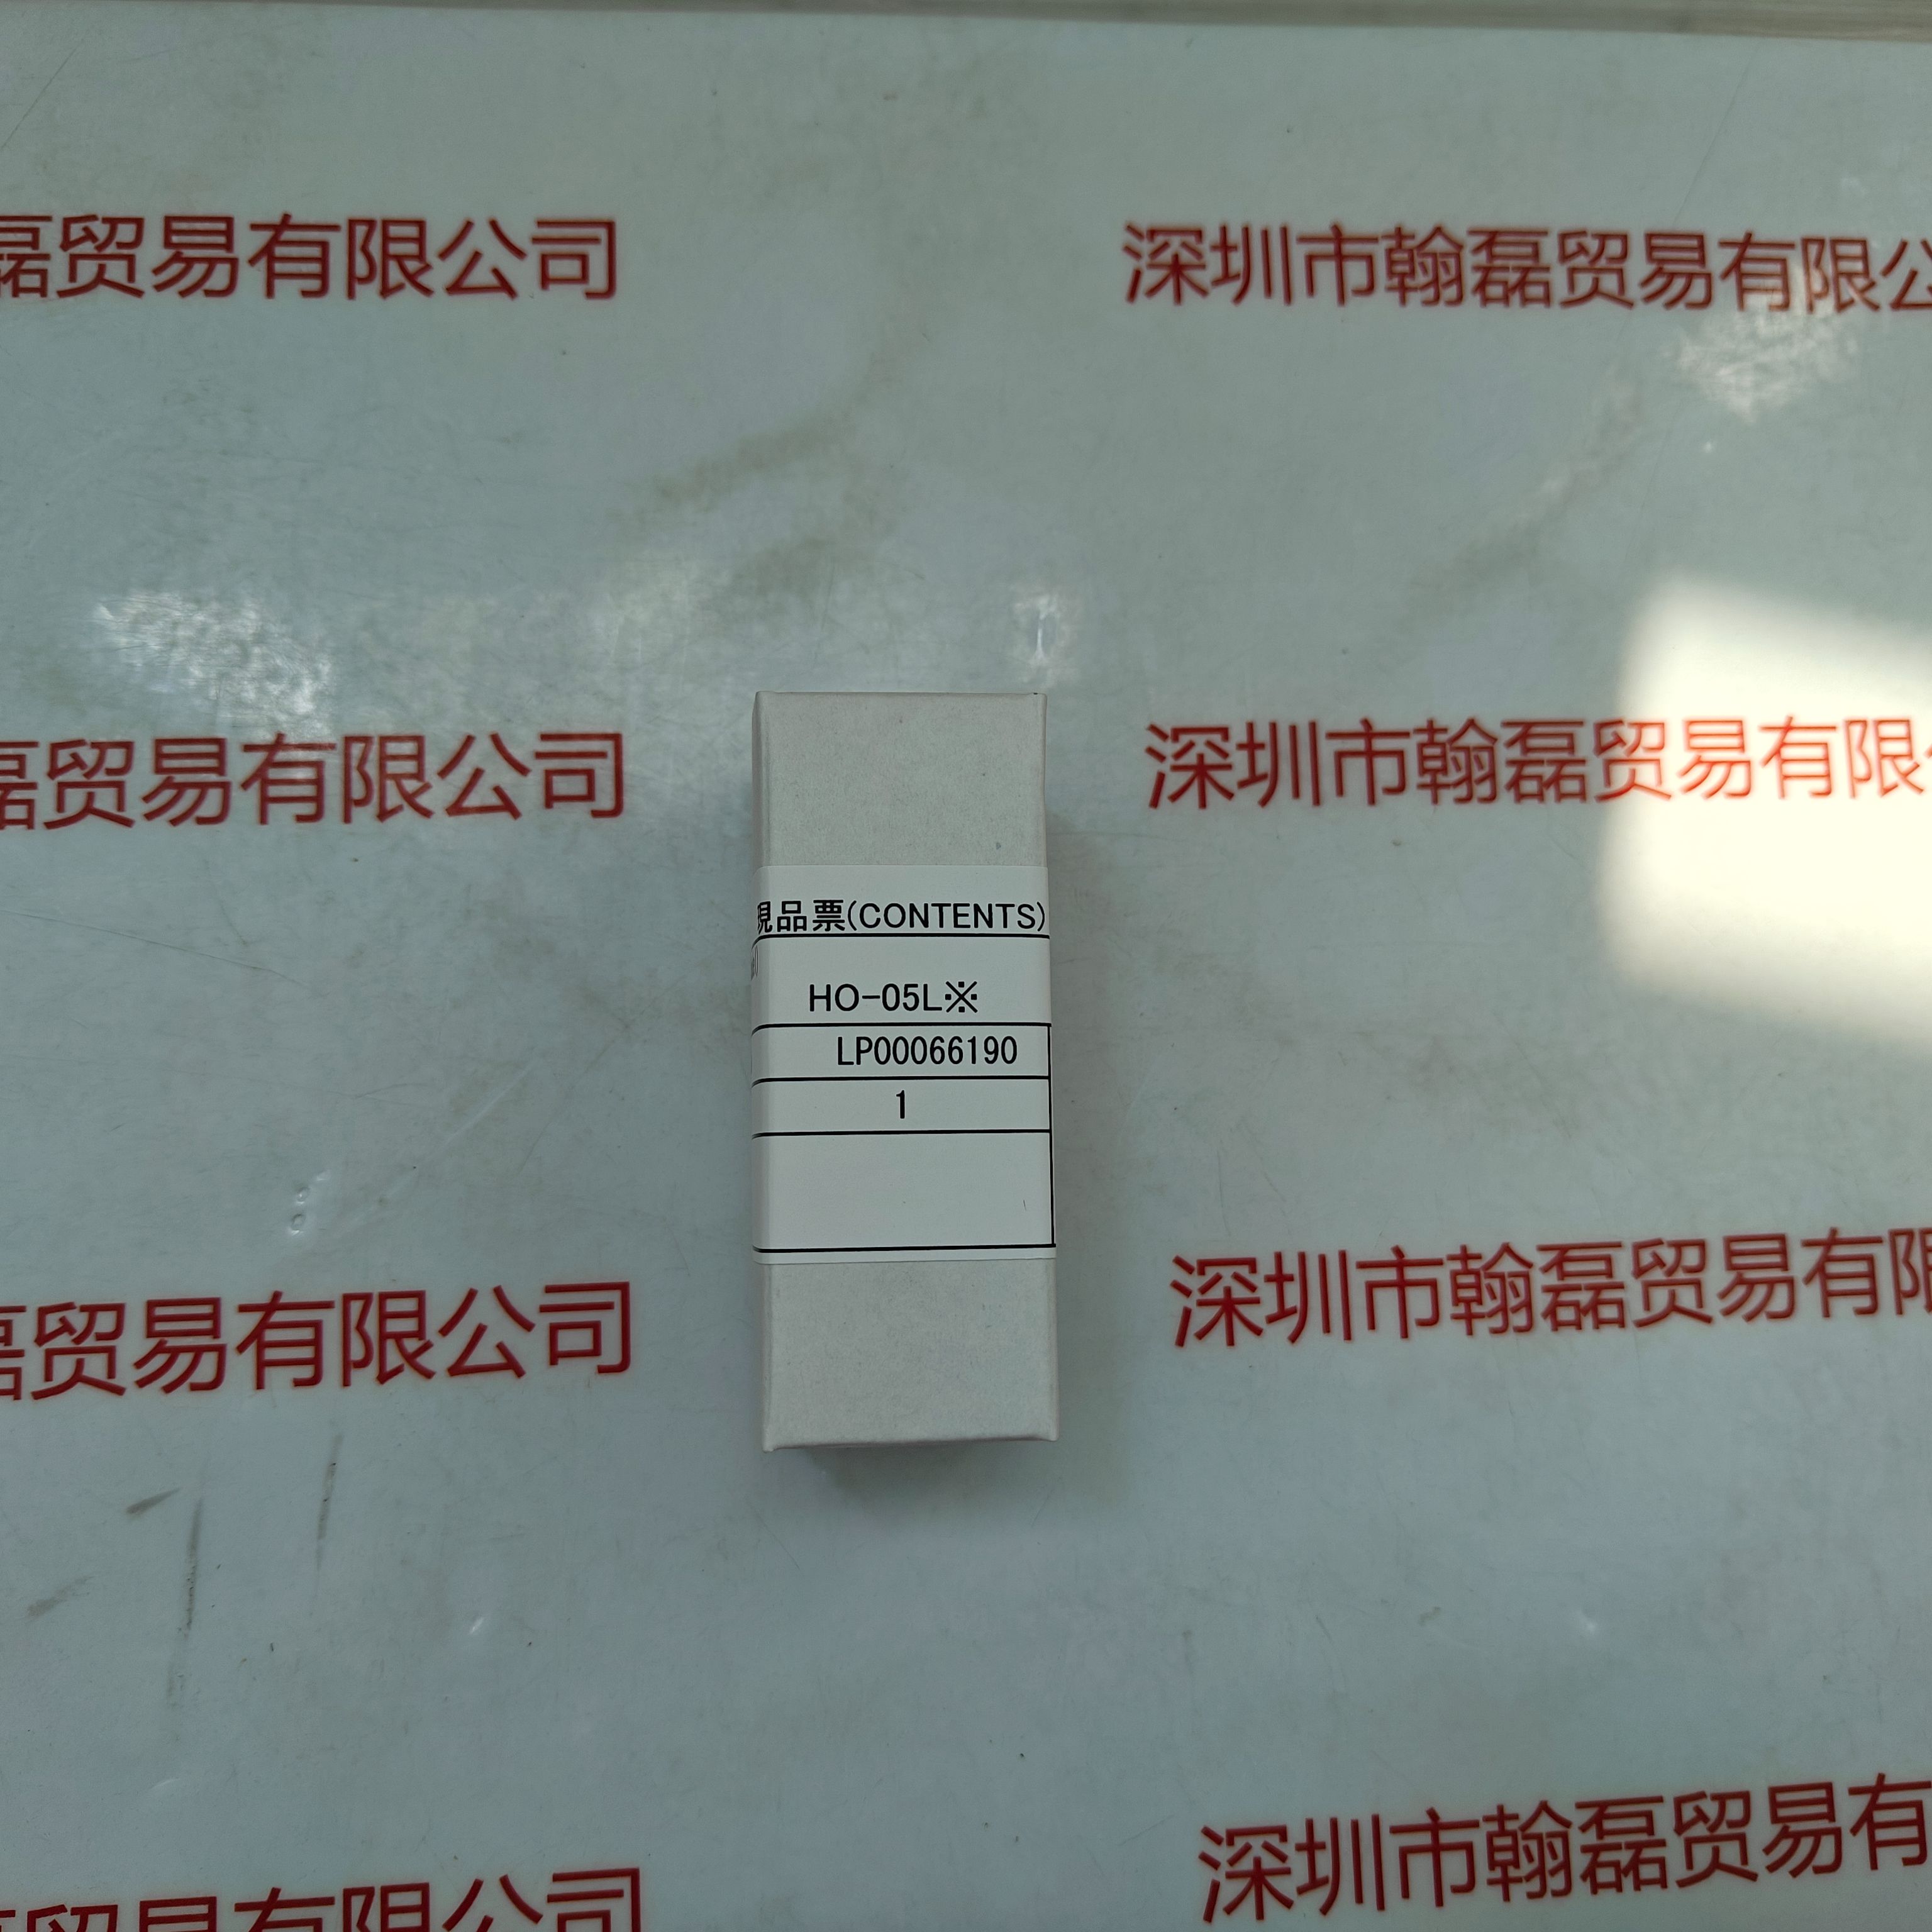 磊贸易有限公司
深圳市翰磊贸易有限公
磊贸易有限公司
深圳市翰磊贸易有限
現品票(CONTENTS)
HO-05L※
LP00066190
1
磊贸易有限公司
深圳市翰磊贸易有限
深圳市翰磊贸易有
贸易有限公司